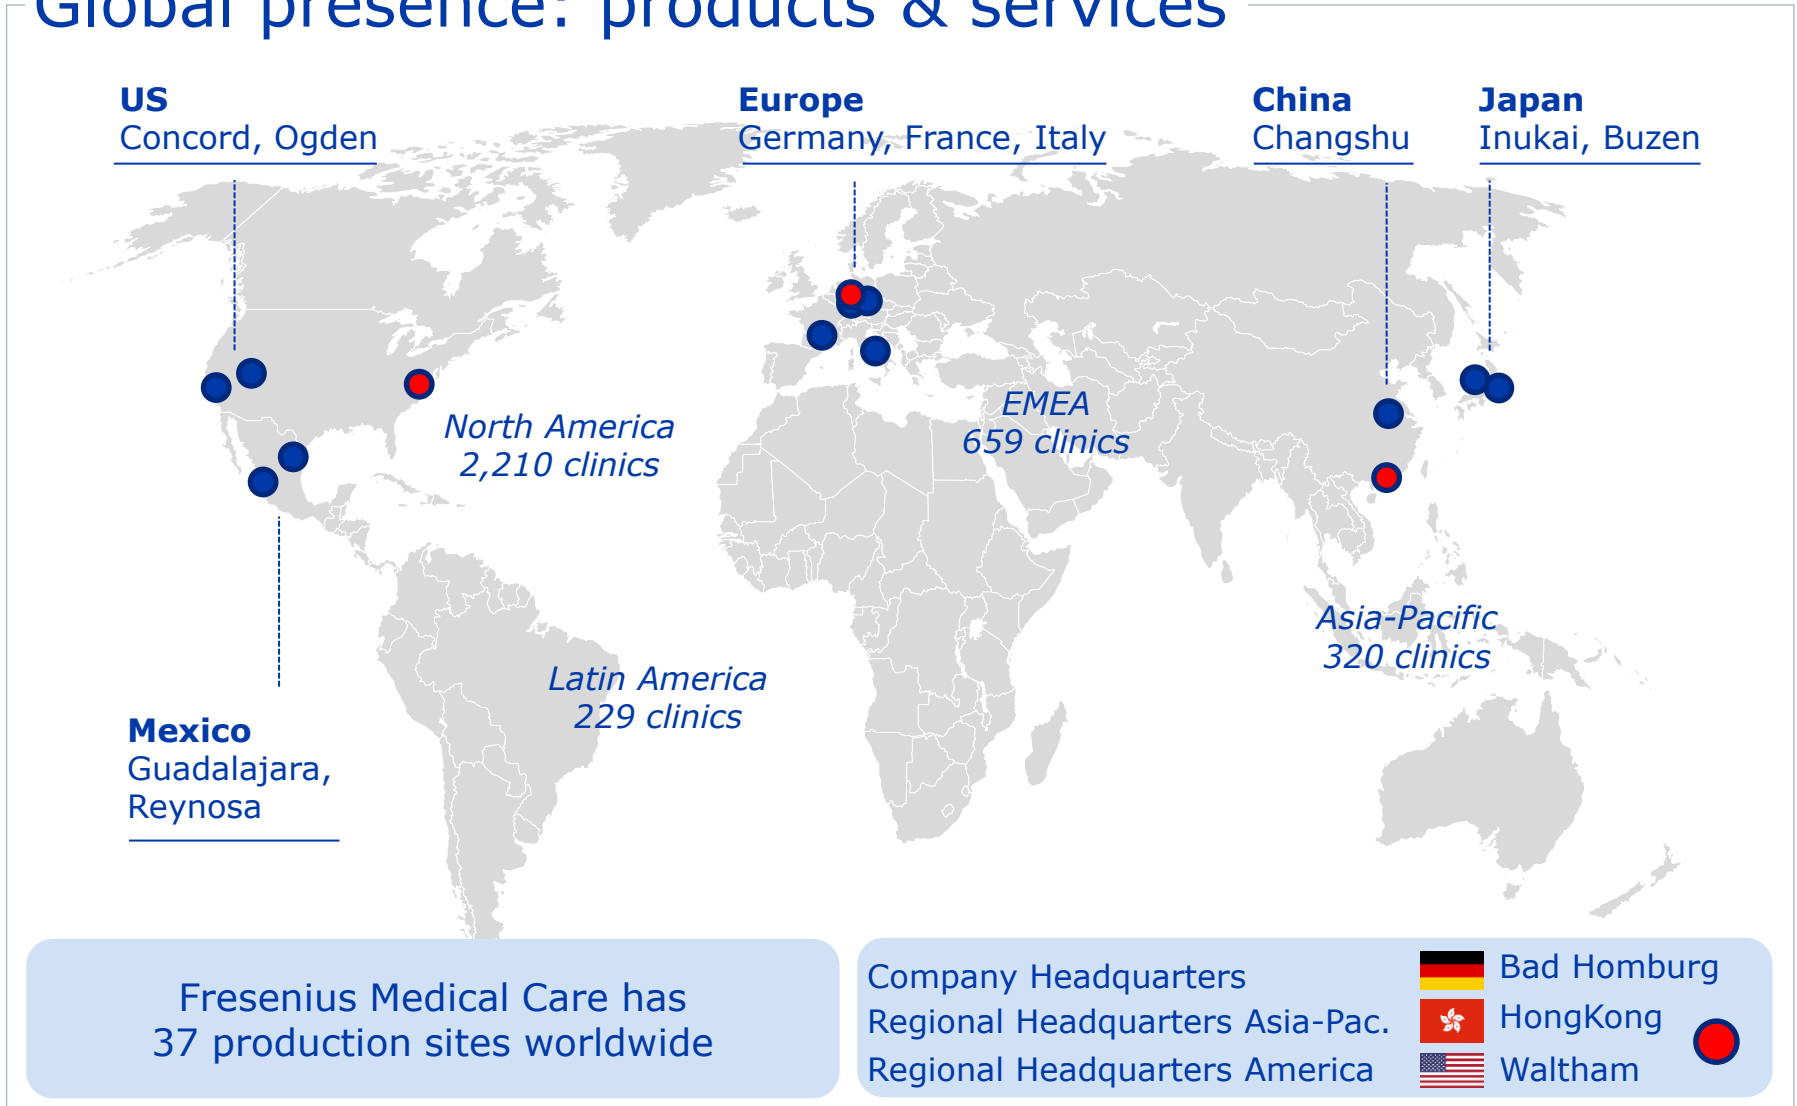 Global presence: products & services
US
Concord, Ogden
Europe
Germany, France, Italy
China
Changshu
Japan
Inukai, Buzen
North America
2,210 clinics
EMEA
659 clinics
Asia-Pacific
320 clinics
Latin America
229 clinics
Mexico
Guadalajara,
Reynosa
Fresenius Medical Care has
37 production sites worldwide
Company Headquarters
Bad Homburg
Regional Headquarters Asia-Pac.
HongKong
Regional Headquarters America
Waltham